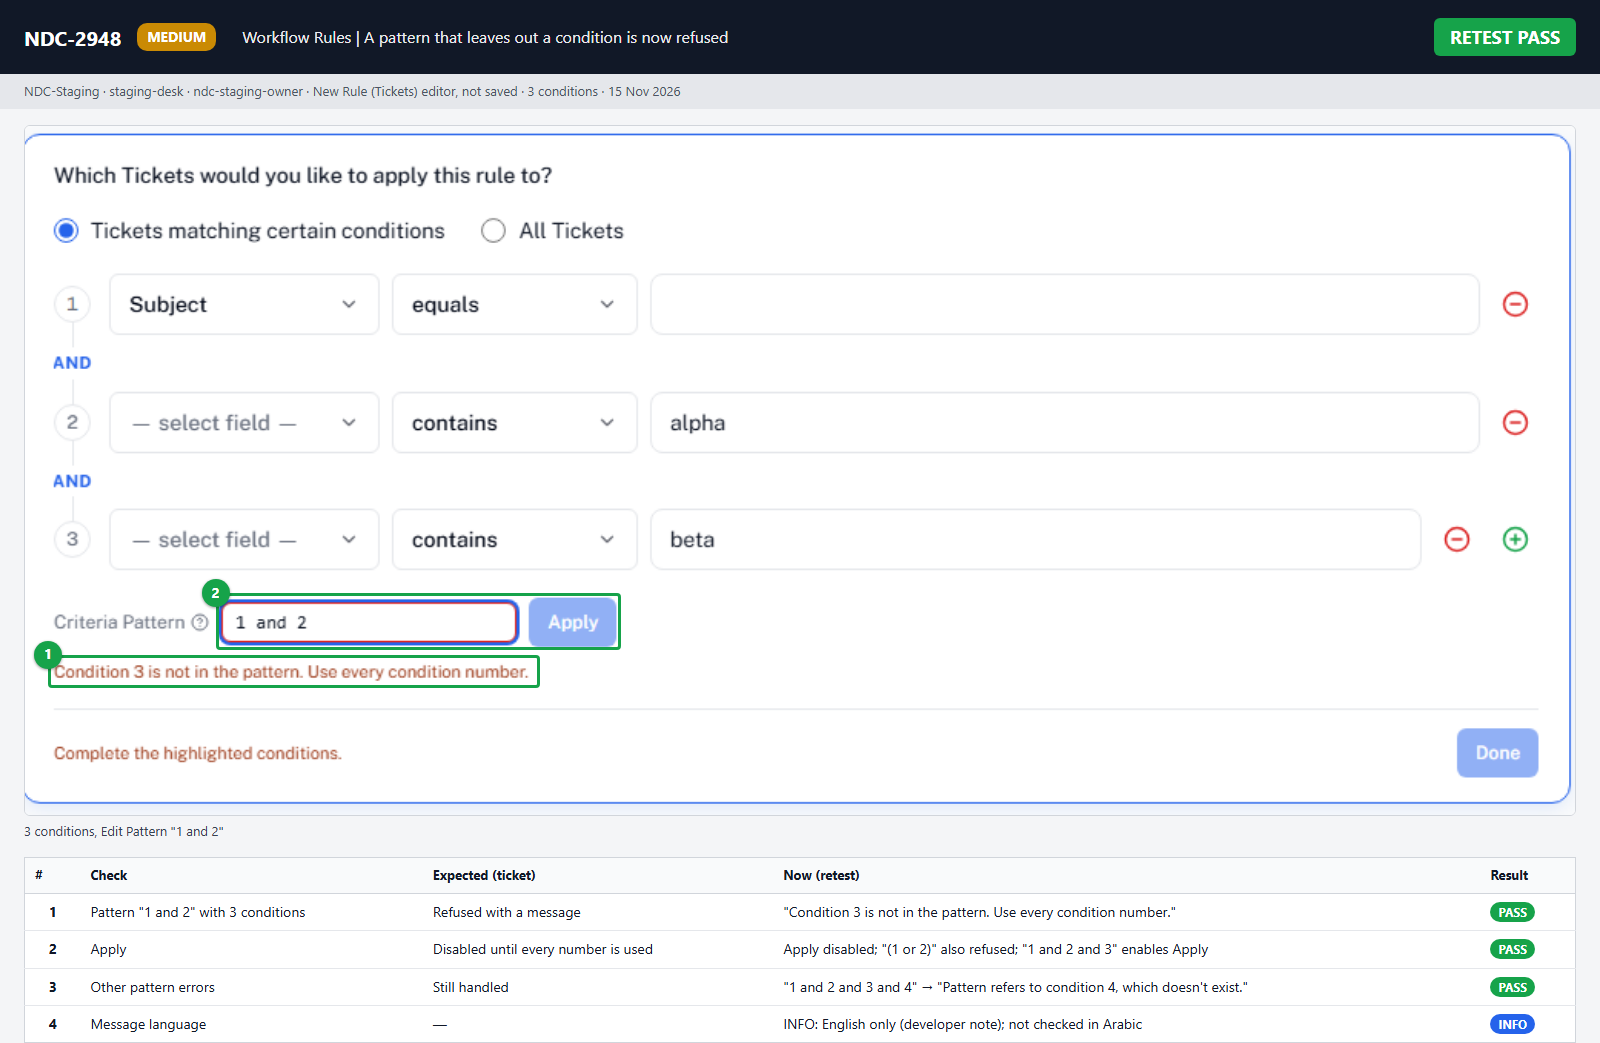 NDC-2948 MEDIUM Workflow Rules | A pattern that leaves out a condition is now refused RETEST PASS
NDC-Staging · staging-desk · ndc-staging-owner · New Rule (Tickets) editor, not saved · 3 conditions · 15 Nov 2026
Which Tickets would you like to apply this rule to?
Tickets matching certain conditions All Tickets
1 Subject equals
AND
2 — select field — contains alpha
AND
3 — select field — contains beta
2
Criteria Pattern ? 1 and 2 Apply
1
Condition 3 is not in the pattern. Use every condition number.
Complete the highlighted conditions. Done
3 conditions, Edit Pattern "1 and 2"
# Check Expected (ticket) Now (retest) Result
1 Pattern "1 and 2" with 3 conditions Refused with a message "Condition 3 is not in the pattern. Use every condition number." PASS
2 Apply Disabled until every number is used Apply disabled; "(1 or 2)" also refused; "1 and 2 and 3" enables Apply PASS
3 Other pattern errors Still handled "1 and 2 and 3 and 4" → "Pattern refers to condition 4, which doesn't exist." PASS
4 Message language — INFO: English only (developer note); not checked in Arabic INFO